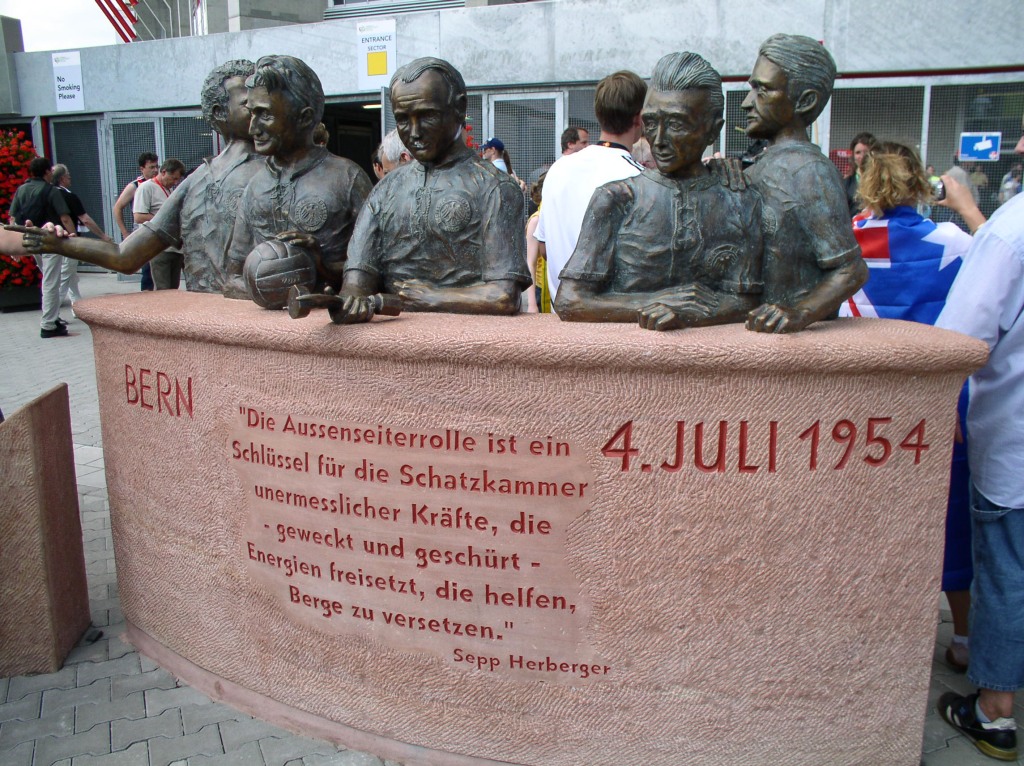 No
Smoking
Please
ENTRANCE
SECTOR
BERN
"Die Aussenseiterrolle ist ein
Schlüssel für die Schatzkammer
unermesslicher Kräfte, die
- geweckt und geschürt -
Energien freisetzt, die helfen,
Berge zu versetzen."
Sepp Herberger
4. JULI 1954